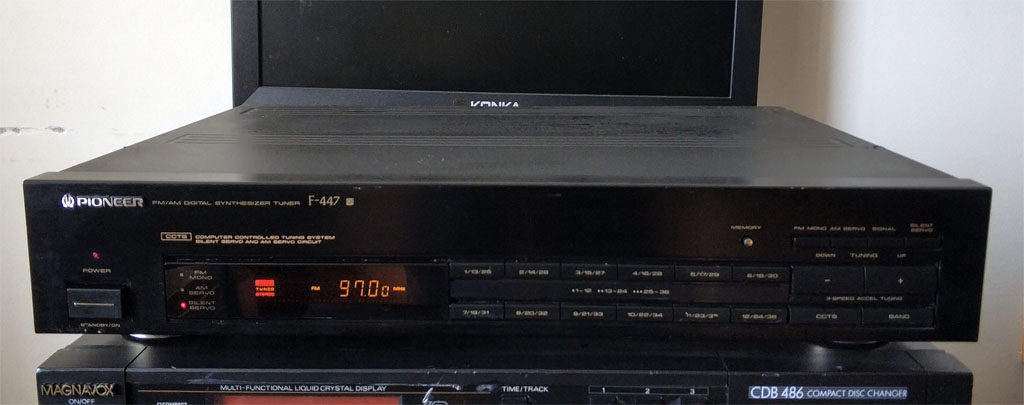 KONKA
PIONEER FM/AM DIGITAL SYNTHESIZER TUNER F-447
CCTS COMPUTER CONTROLLED TUNING SYSTEM
SILENT SERVO AND AM SERVO CIRCUIT
MEMORY
FM MONO AM SERVO SIGNAL SILENT SERVO
POWER
STANDBY/ON
FM MONO
AM SERVO
SILENT SERVO
TUNED
STEREO
FM 97.00 MHz
1/13/25 2/14/26 3/15/27 4/16/28 5/17/29 6/18/30
•1-12 ••13-24 •••25-36
7/19/31 8/20/32 9/21/33 10/22/34 12/24/36
DOWN TUNING UP
− +
3-SPEED ACCEL TUNING
CCTS BAND
MAGNAVOX
ON/OFF
MULTI-FUNCTIONAL LIQUID CRYSTAL DISPLAY
TIME/TRACK
1 2 3
CDB 486 COMPACT DISC CHANGER